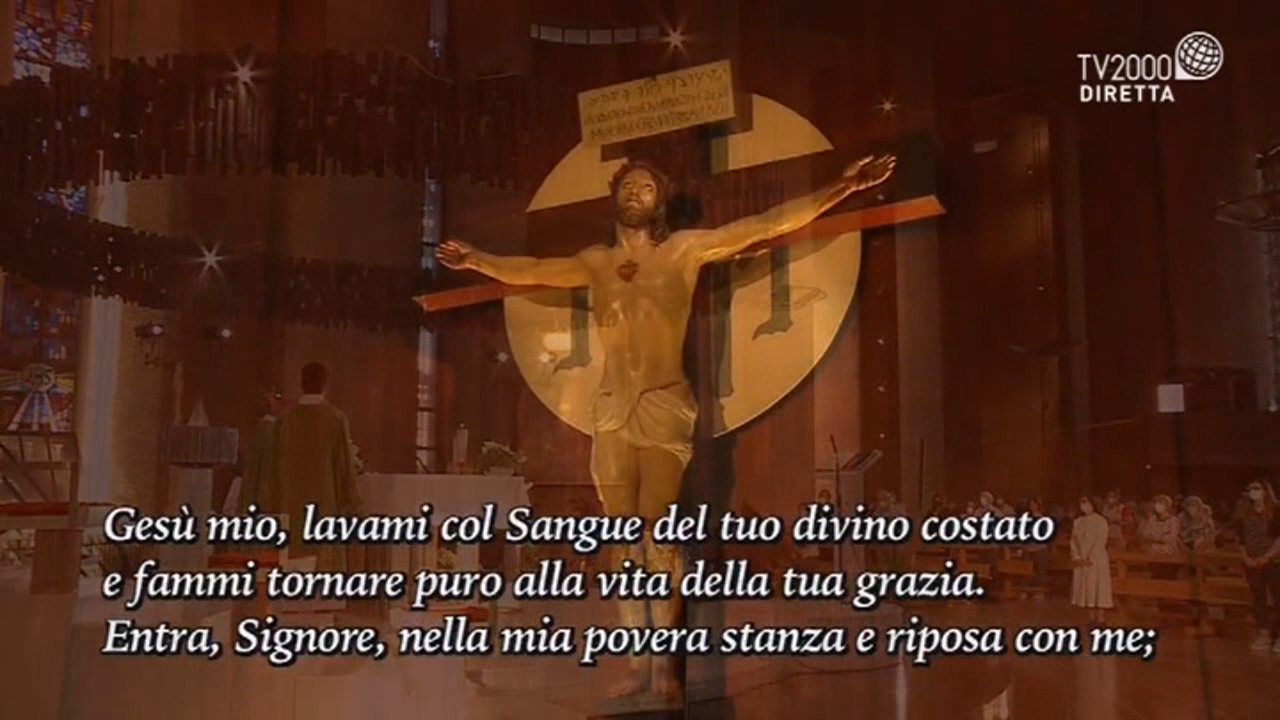 TV2000
DIRETTA
Gesù mio, lavami col Sangue del tuo divino costato
e fammi tornare puro alla vita della tua grazia.
Entra, Signore, nella mia povera stanza e riposa con me;